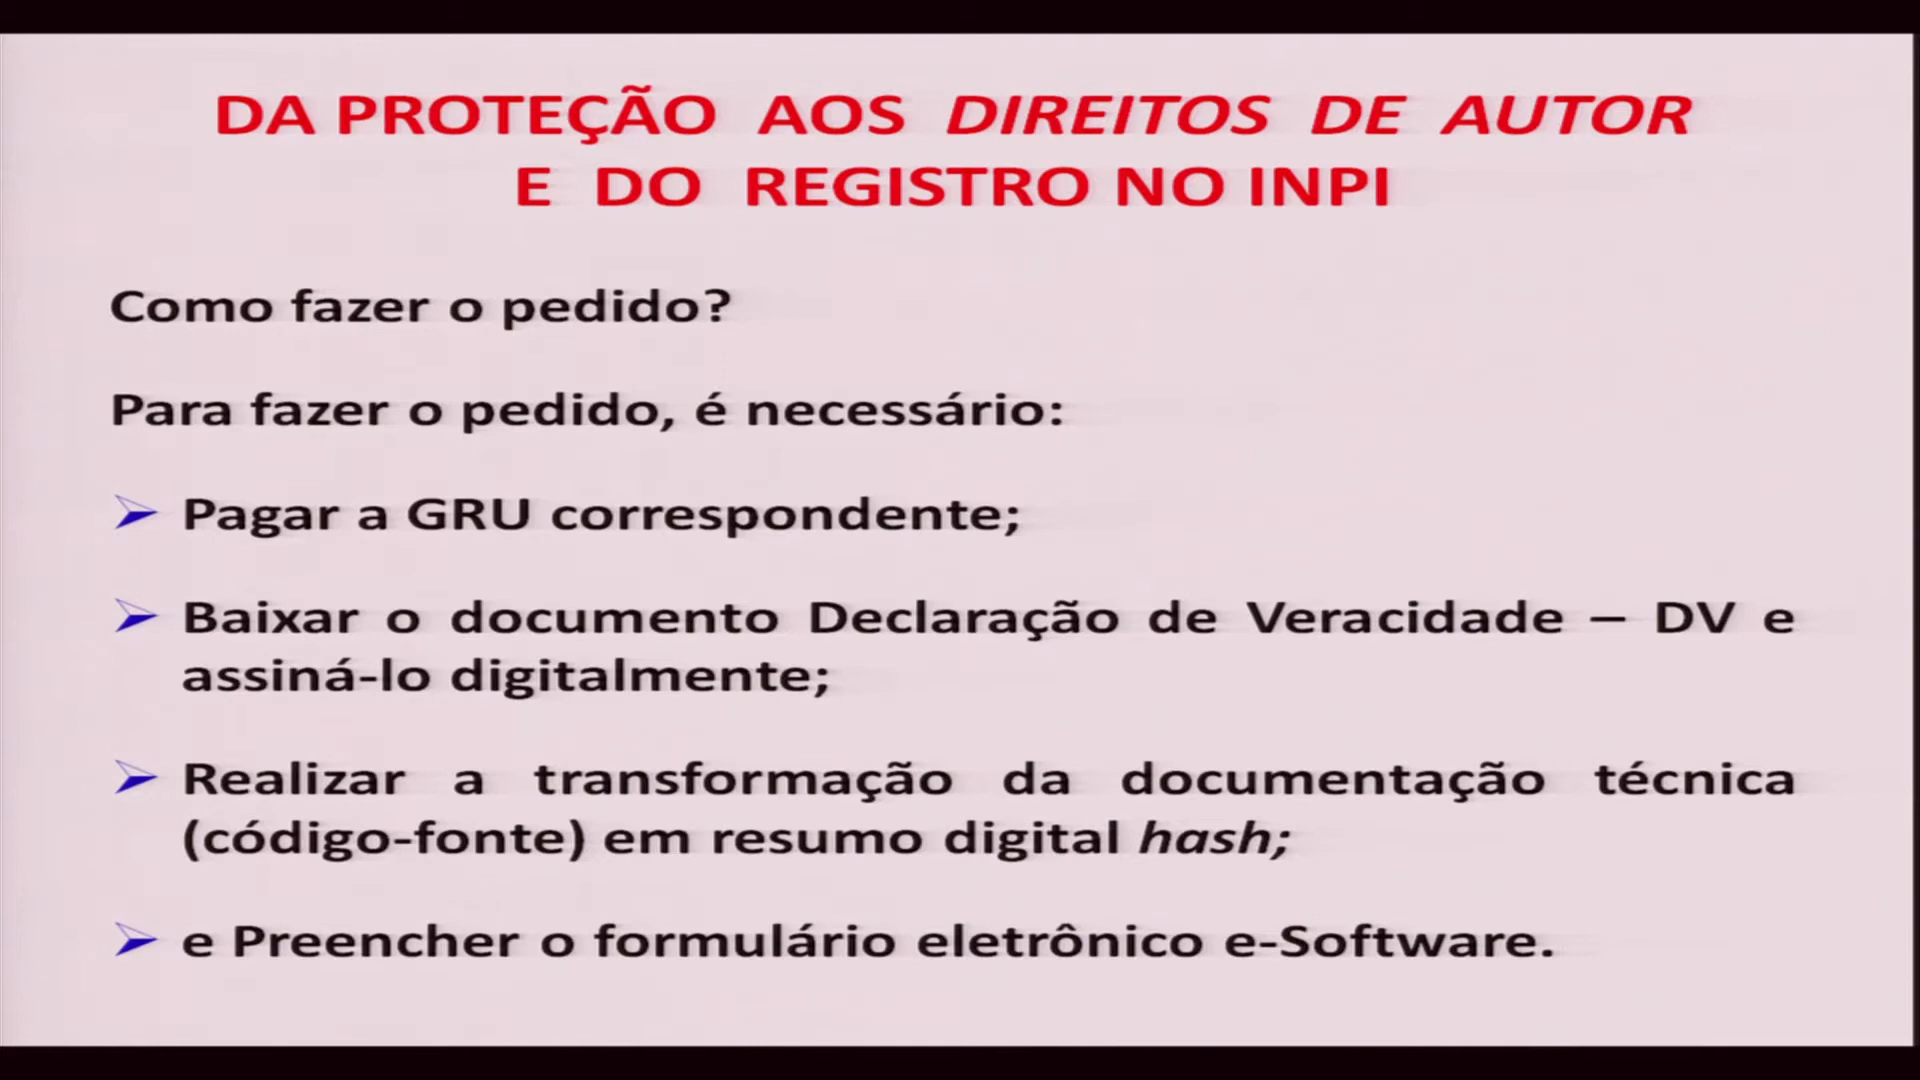 DA PROTEÇÃO AOS DIREITOS DE AUTOR
E DO REGISTRO NO INPI
Como fazer o pedido?
Para fazer o pedido, é necessário:
➢ Pagar a GRU correspondente;
➢ Baixar o documento Declaração de Veracidade – DV e
assiná-lo digitalmente;
➢ Realizar a transformação da documentação técnica
(código-fonte) em resumo digital hash;
➢ e Preencher o formulário eletrônico e-Software.